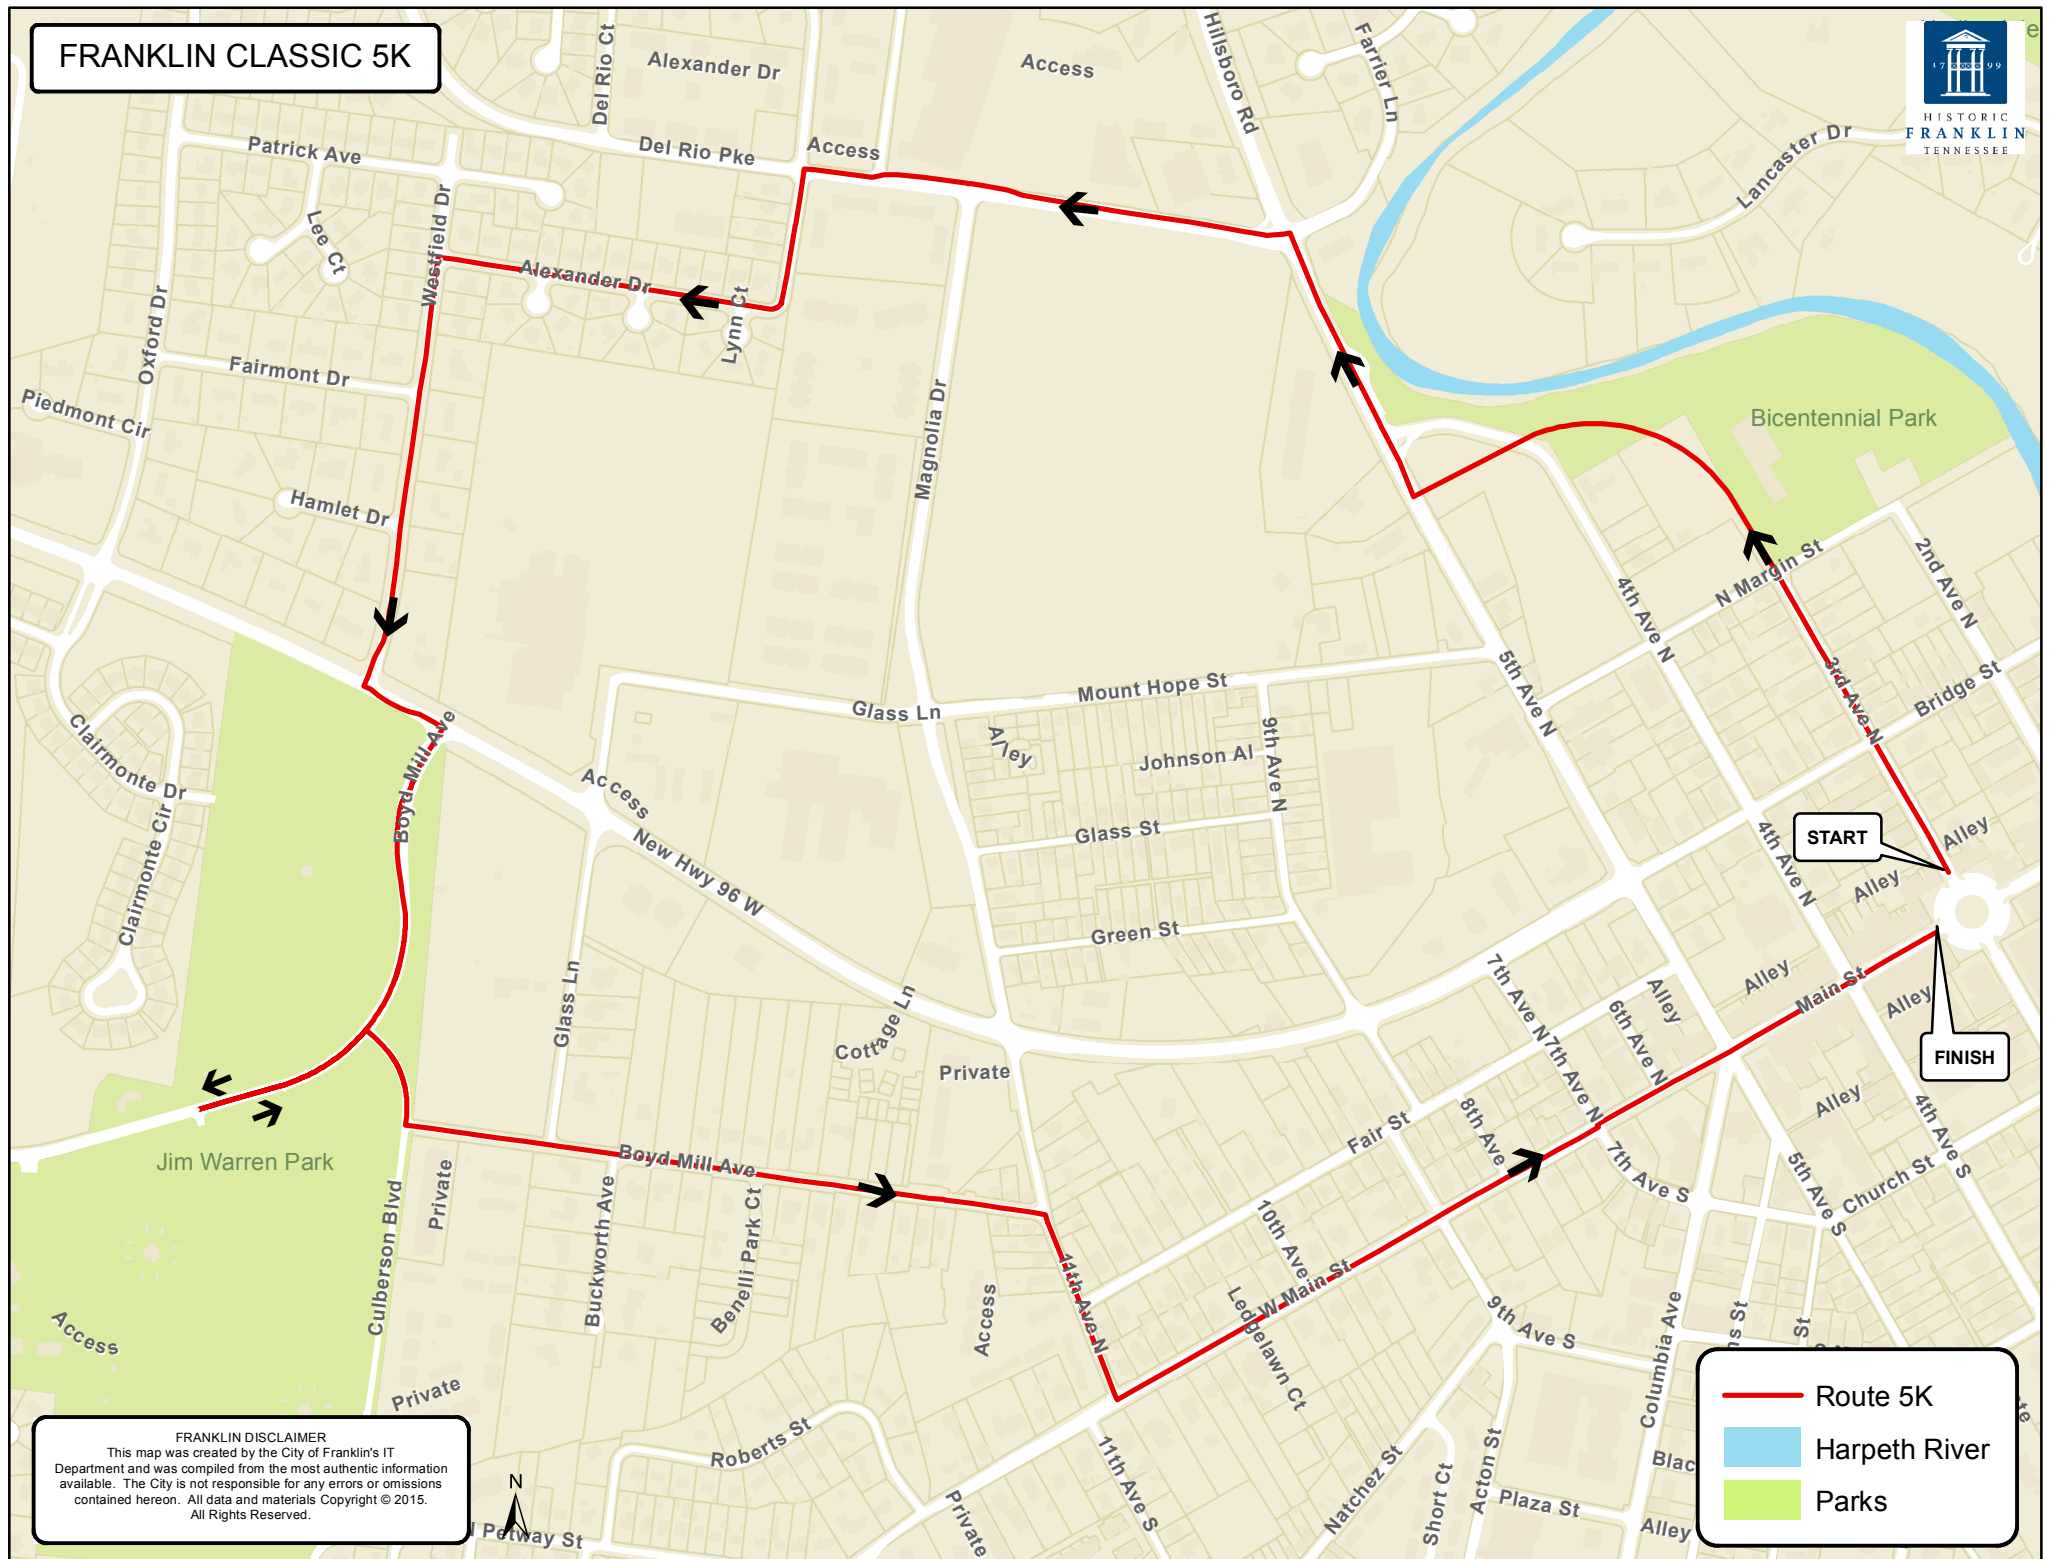 FRANKLIN CLASSIC 5K
Del Rio Ct
Alexander Dr
Access
Hillsboro Rd
Farrier Ln
17 99
HISTORIC
FRANKLIN
TENNESSEE
Lancaster Dr
Patrick Ave
Del Rio Pke
Access
Westfield Dr
Lee Ct
Alexander Dr
Lynn Ct
Oxford Dr
Fairmont Dr
Piedmont Cir
Magnolia Dr
Bicentennial Park
Hamlet Dr
N Margin St
2nd Ave N
4th Ave N
3rd Ave N
Bridge St
5th Ave N
Mount Hope St
Glass Ln
Alley
Johnson Al
9th Ave N
Clairmonte Dr
Boyd Mill Ave
Access
Glass St
New Hwy 96 W
4th Ave N
START
Alley
Alley
Clairmonte Cir
Green St
7th Ave N
Alley
Alley
Main St
Alley
Glass Ln
Cottage Ln
Private
6th Ave N
7th Ave N
FINISH
Alley
4th Ave S
Fair St
8th Ave
Jim Warren Park
Boyd Mill Ave
Private
Culberson Blvd
Buckworth Ave
Benelli Park Ct
7th Ave S
5th Ave S
Church St
10th Ave
W Main St
Ledgelawn Ct
11th Ave N
Access
Access
9th Ave S
Columbia Ave
ns St
St
Private
Roberts St
11th Ave S
Natchez St
Short Ct
Acton St
Plaza St
Blac
Alley
Private
N
N Petway St
FRANKLIN DISCLAIMER
This map was created by the City of Franklin's IT
Department and was compiled from the most authentic information
available. The City is not responsible for any errors or omissions
contained hereon. All data and materials Copyright © 2015.
All Rights Reserved.
Route 5K
Harpeth River
Parks